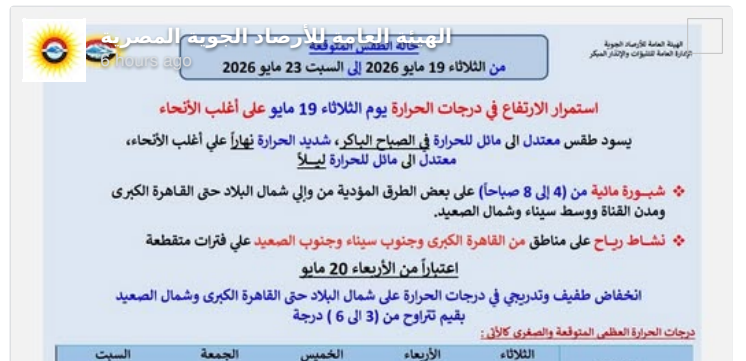 الهيئة العامة للأرصاد الجوية المصرية
6 hours ago
الهيئة العامة للأرصاد الجوية
الإدارة العامة للتنبؤات والإنذار المبكر
حالة الطقس المتوقعة
من الثلاثاء 19 مايو 2026 إلى السبت 23 مايو 2026
استمرار الارتفاع في درجات الحرارة يوم الثلاثاء 19 مايو على أغلب الأنحاء
يسود طقس معتدل الى مائل للحرارة في الصباح الباكر، شديد الحرارة نهاراً علي أغلب الأنحاء،
معتدل الى مائل للحرارة ليــلاً
❖ شبــورة مائية من (4 إلى 8 صباحاً) على بعض الطرق المؤدية من وإلي شمال البلاد حتى القاهرة الكبرى
ومدن القناة ووسط سيناء وشمال الصعيد.
❖ نشــاط ريــاح على مناطق من القاهرة الكبرى وجنوب سيناء وجنوب الصعيد علي فترات متقطعة
اعتباراً من الأربعاء 20 مايو
انخفاض طفيف وتدريجي في درجات الحرارة على شمال البلاد حتى القاهرة الكبرى وشمال الصعيد
بقيم تتراوح من (3 الى 6 ) درجة
درجات الحرارة العظمى المتوقعة والصغرى كالآتى :
الثلاثاء الأربعاء الخميس الجمعة السبت